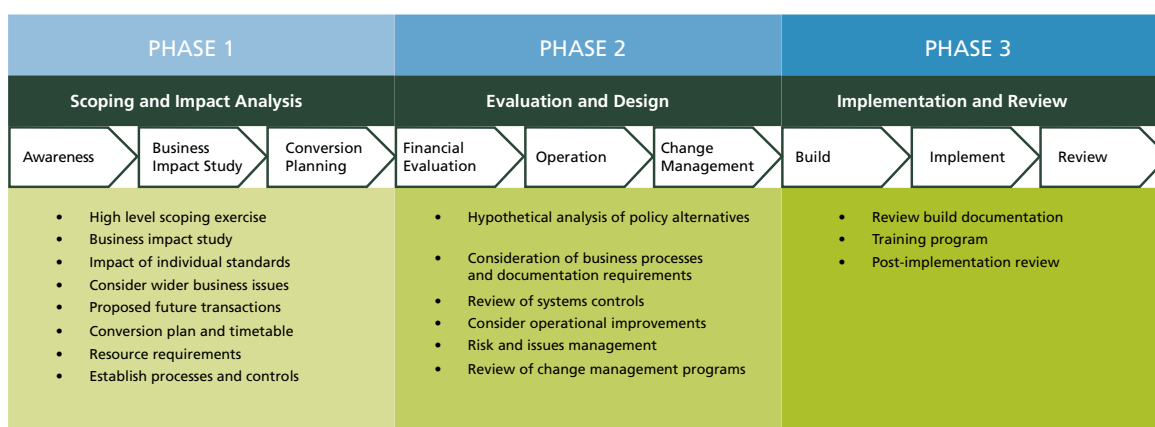 PHASE 1
PHASE 2
PHASE 3
Scoping and Impact Analysis
Evaluation and Design
Implementation and Review
Awareness
Business
Impact Study
Conversion
Planning
Financial
Evaluation
Operation
Change
Management
Build
Implement
Review
• High level scoping exercise
• Business impact study
• Impact of individual standards
• Consider wider business issues
• Proposed future transactions
• Conversion plan and timetable
• Resource requirements
• Establish processes and controls
• Hypothetical analysis of policy alternatives
• Consideration of business processes
and documentation requirements
• Review of systems controls
• Consider operational improvements
• Risk and issues management
• Review of change management programs
• Review build documentation
• Training program
• Post-implementation review